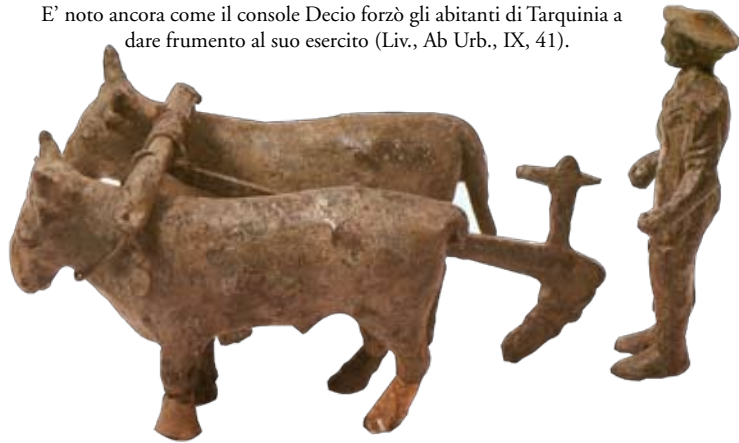 E’ noto ancora come il console Decio forzò gli abitanti di Tarquinia a
dare frumento al suo esercito (Liv., Ab Urb., IX, 41).